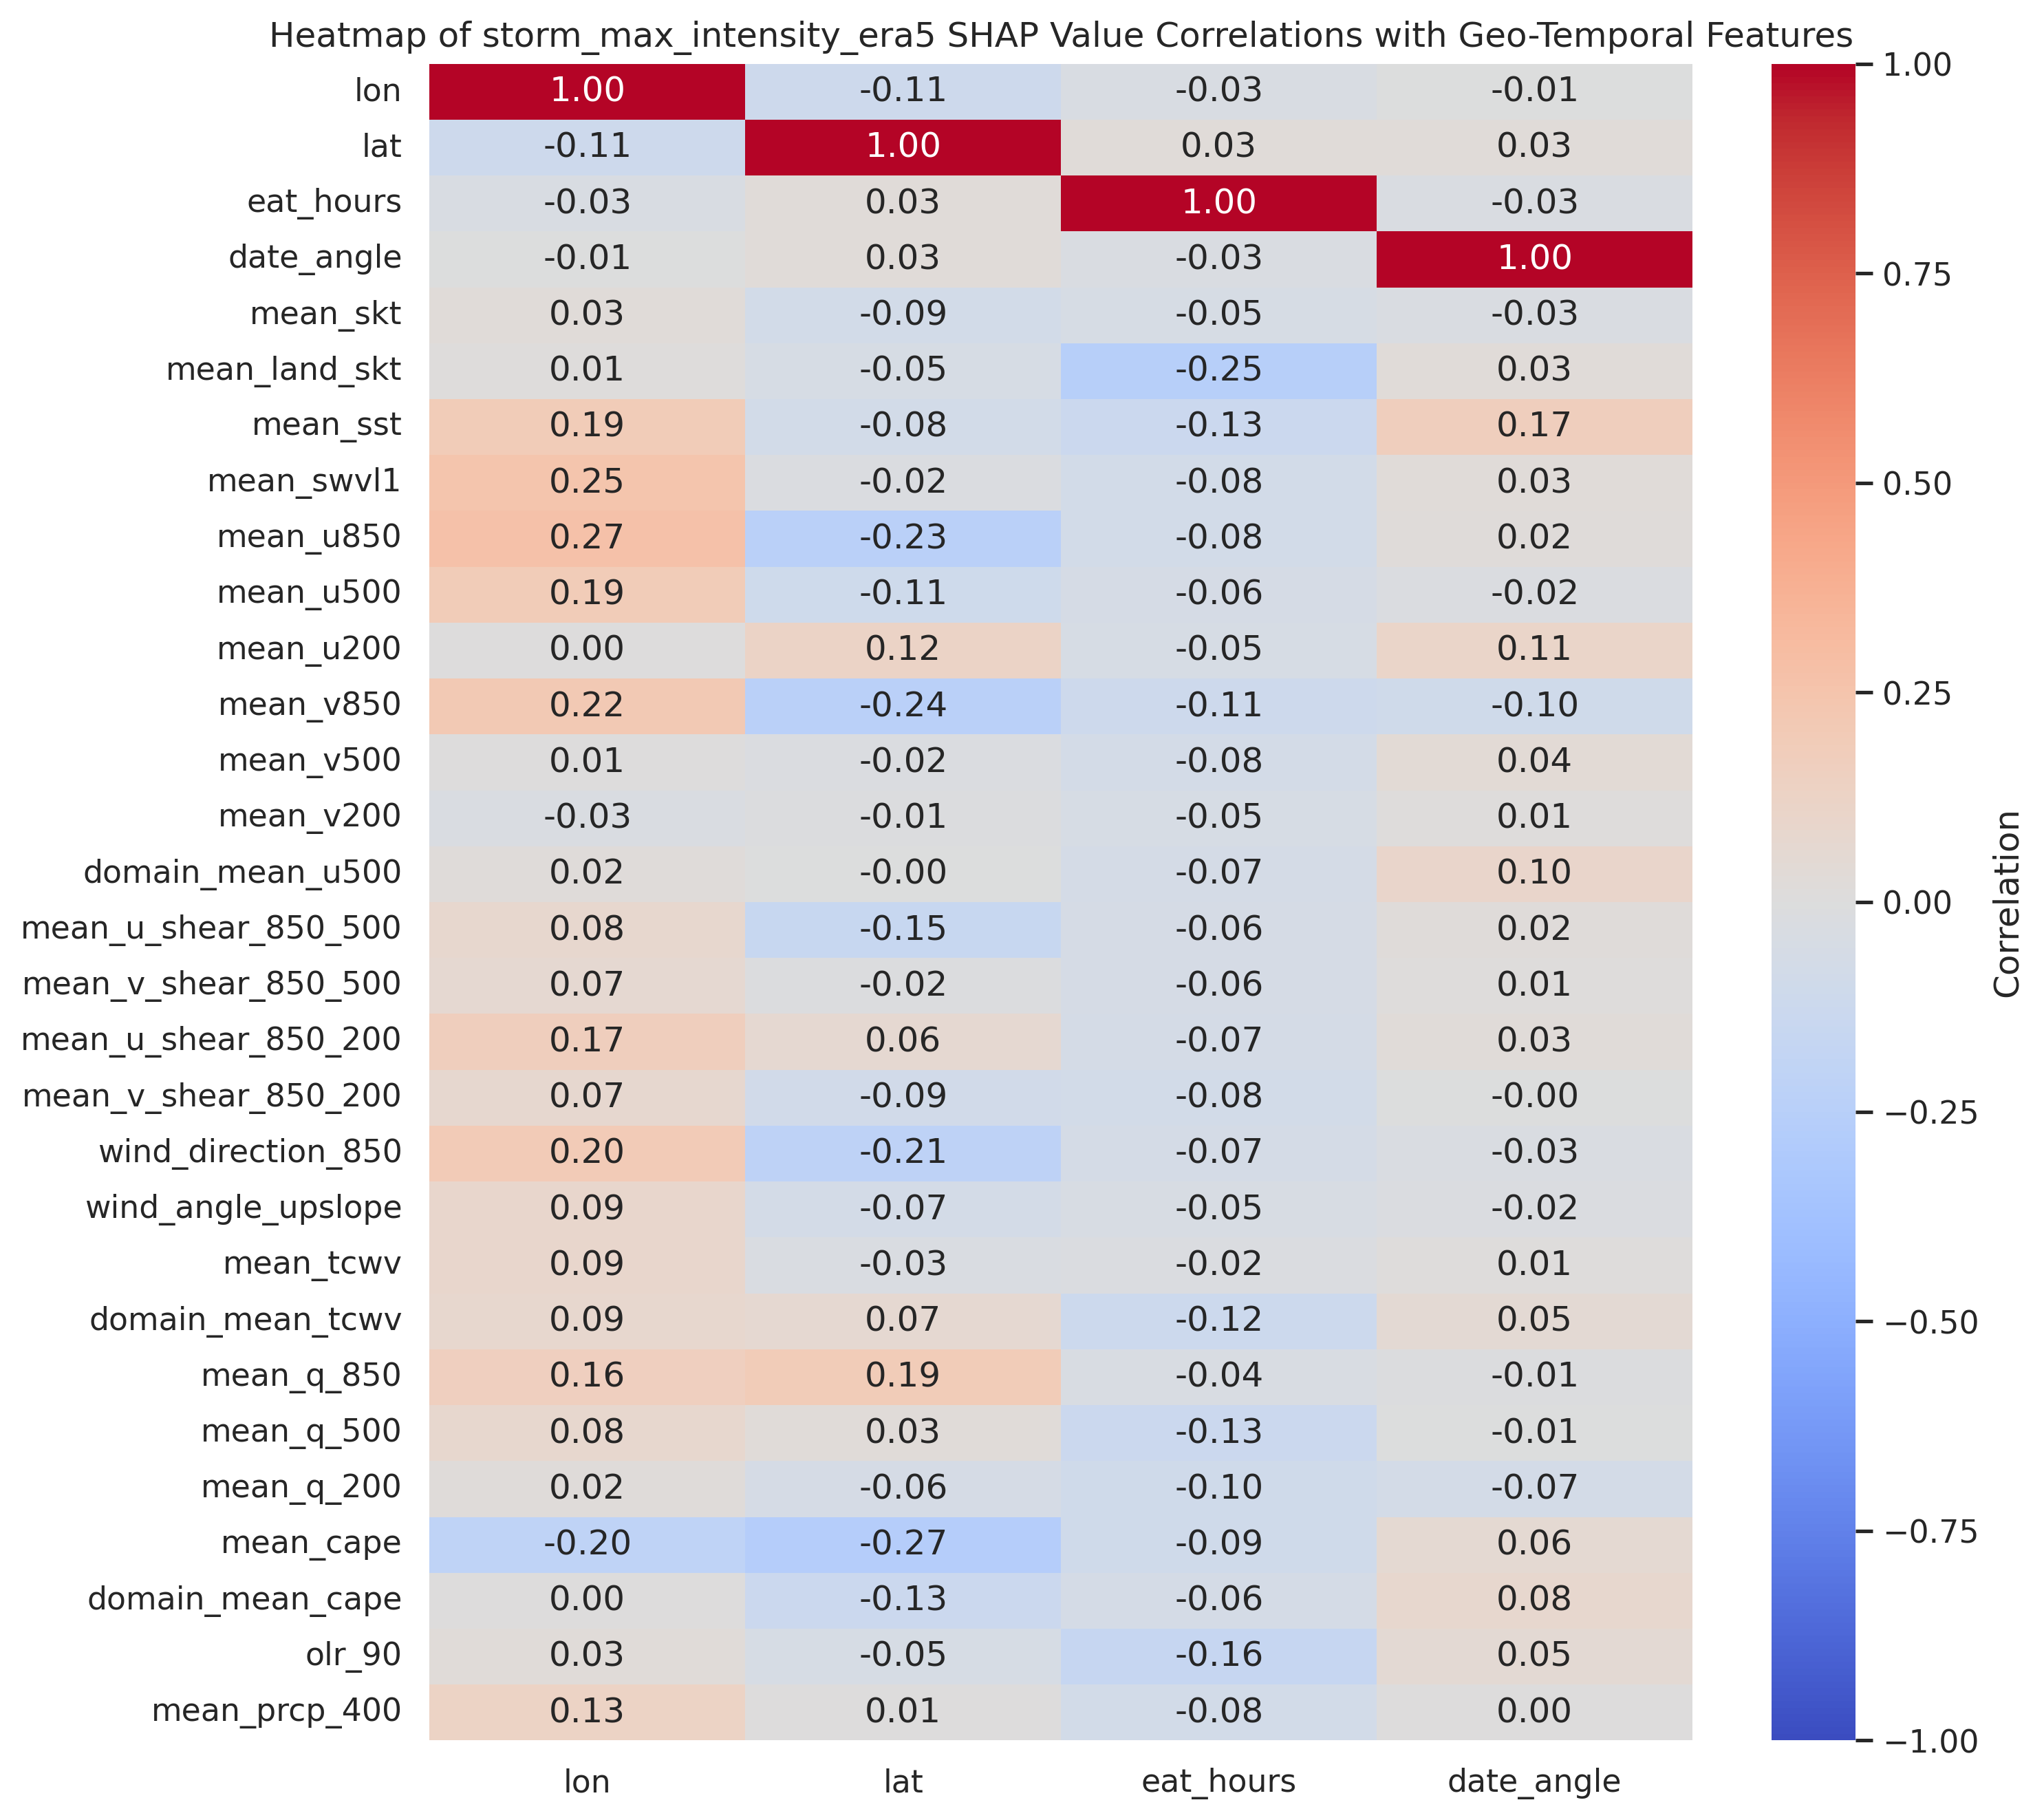 Heatmap of storm_max_intensity_era5 SHAP Value Correlations with Geo-Temporal Features
lon 1.00 -0.11 -0.03 -0.01
lat -0.11 1.00 0.03 0.03
eat_hours -0.03 0.03 1.00 -0.03
date_angle -0.01 0.03 -0.03 1.00
mean_skt 0.03 -0.09 -0.05 -0.03
mean_land_skt 0.01 -0.05 -0.25 0.03
mean_sst 0.19 -0.08 -0.13 0.17
mean_swvl1 0.25 -0.02 -0.08 0.03
mean_u850 0.27 -0.23 -0.08 0.02
mean_u500 0.19 -0.11 -0.06 -0.02
mean_u200 0.00 0.12 -0.05 0.11
mean_v850 0.22 -0.24 -0.11 -0.10
mean_v500 0.01 -0.02 -0.08 0.04
mean_v200 -0.03 -0.01 -0.05 0.01
domain_mean_u500 0.02 -0.00 -0.07 0.10
mean_u_shear_850_500 0.08 -0.15 -0.06 0.02
mean_v_shear_850_500 0.07 -0.02 -0.06 0.01
mean_u_shear_850_200 0.17 0.06 -0.07 0.03
mean_v_shear_850_200 0.07 -0.09 -0.08 -0.00
wind_direction_850 0.20 -0.21 -0.07 -0.03
wind_angle_upslope 0.09 -0.07 -0.05 -0.02
mean_tcwv 0.09 -0.03 -0.02 0.01
domain_mean_tcwv 0.09 0.07 -0.12 0.05
mean_q_850 0.16 0.19 -0.04 -0.01
mean_q_500 0.08 0.03 -0.13 -0.01
mean_q_200 0.02 -0.06 -0.10 -0.07
mean_cape -0.20 -0.27 -0.09 0.06
domain_mean_cape 0.00 -0.13 -0.06 0.08
olr_90 0.03 -0.05 -0.16 0.05
mean_prcp_400 0.13 0.01 -0.08 0.00
lon lat eat_hours date_angle
1.00
0.75
0.50
0.25
0.00
−0.25
−0.50
−0.75
−1.00
Correlation